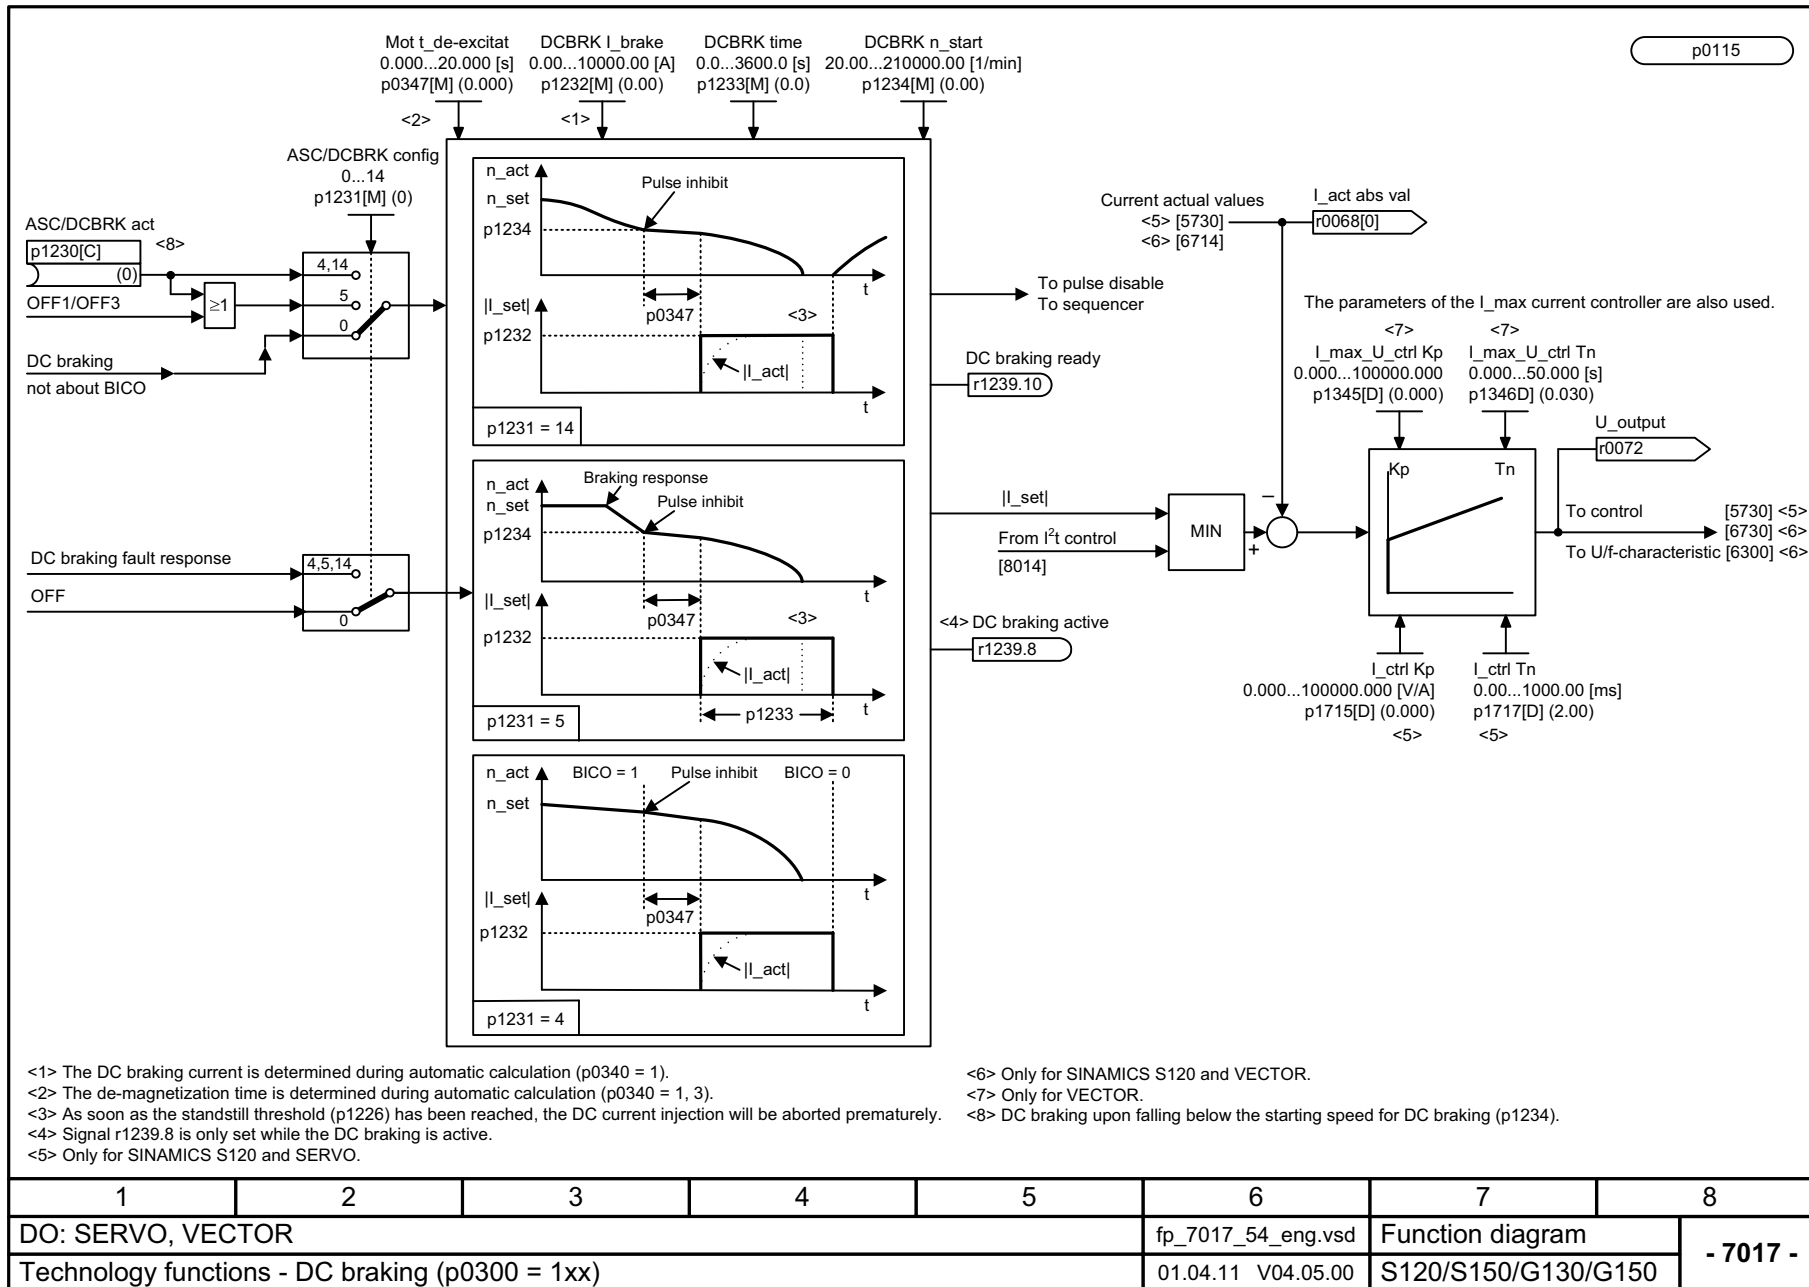 Mot t_de-excitat
0.000...20.000 [s]
p0347[M] (0.000)
<2>
DCBRK I_brake
0.00...10000.00 [A]
p1232[M] (0.00)
<1>
DCBRK time
0.0...3600.0 [s]
p1233[M] (0.0)
DCBRK n_start
20.00...210000.00 [1/min]
p1234[M] (0.00)
p0115
ASC/DCBRK config
0...14
p1231[M] (0)
ASC/DCBRK act
p1230[C]
(0)
<8>
OFF1/OFF3
≥1
DC braking
not about BICO
4,14
5
0
DC braking fault response
OFF
4,5,14
0
n_act
n_set
p1234
Pulse inhibit
t
|I_set|
p1232
p0347
<3>
|I_act|
t
p1231 = 14
n_act
n_set
p1234
Braking response
Pulse inhibit
t
|I_set|
p1232
p0347
<3>
|I_act|
p1233
t
p1231 = 5
n_act
n_set
BICO = 1
Pulse inhibit
BICO = 0
t
|I_set|
p1232
p0347
|I_act|
t
p1231 = 4
To pulse disable
To sequencer
DC braking ready
r1239.10
<4> DC braking active
r1239.8
Current actual values
<5> [5730]
<6> [6714]
I_act abs val
r0068[0]
|I_set|
From I²t control
[8014]
MIN
+
–
The parameters of the I_max current controller are also used.
<7>
I_max_U_ctrl Kp
0.000...100000.000
p1345[D] (0.000)
<7>
I_max_U_ctrl Tn
0.000...50.000 [s]
p1346D] (0.030)
Kp
Tn
U_output
r0072
To control
[5730] <5>
[6730] <6>
To U/f-characteristic [6300] <6>
I_ctrl Kp
0.000...100000.000 [V/A]
p1715[D] (0.000)
<5>
I_ctrl Tn
0.00...1000.00 [ms]
p1717[D] (2.00)
<5>
<1> The DC braking current is determined during automatic calculation (p0340 = 1).
<2> The de-magnetization time is determined during automatic calculation (p0340 = 1, 3).
<3> As soon as the standstill threshold (p1226) has been reached, the DC current injection will be aborted prematurely.
<4> Signal r1239.8 is only set while the DC braking is active.
<5> Only for SINAMICS S120 and SERVO.
<6> Only for SINAMICS S120 and VECTOR.
<7> Only for VECTOR.
<8> DC braking upon falling below the starting speed for DC braking (p1234).
1 2 3 4 5 6 7 8
DO: SERVO, VECTOR
fp_7017_54_eng.vsd
Function diagram
- 7017 -
Technology functions - DC braking (p0300 = 1xx)
01.04.11 V04.05.00
S120/S150/G130/G150